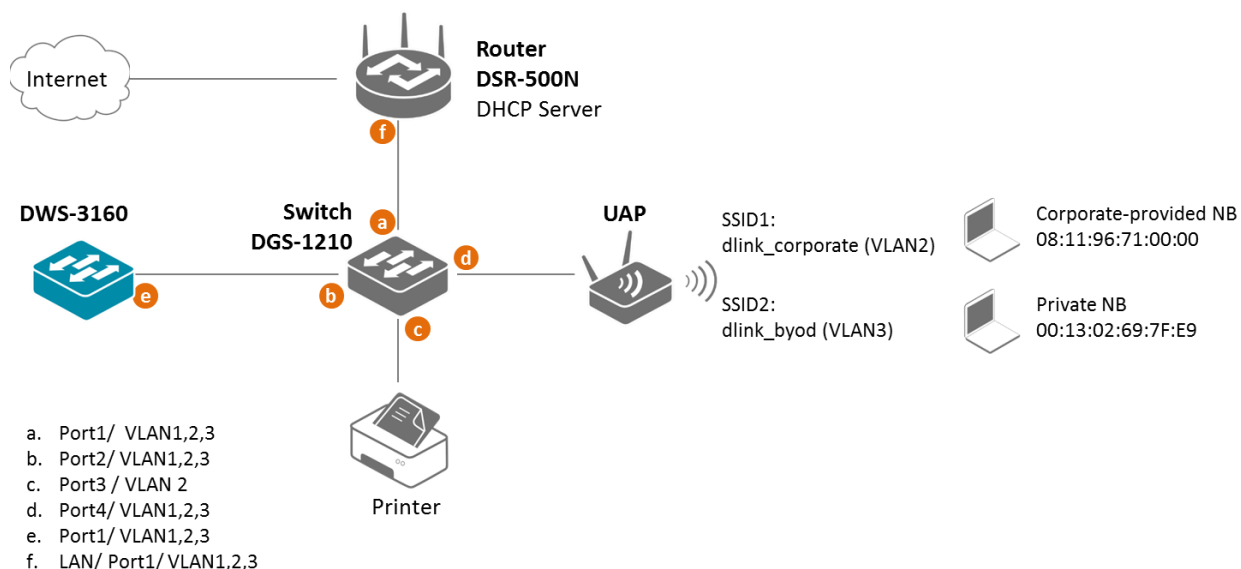 Internet
Router
DSR-500N
DHCP Server
f
DWS-3160
Switch
DGS-1210
a
UAP
SSID1:
dlink_corporate (VLAN2)
Corporate-provided NB
08:11:96:71:00:00
d
e
b
c
SSID2:
dlink_byod (VLAN3)
Private NB
00:13:02:69:7F:E9
a. Port1/ VLAN1,2,3
b. Port2/ VLAN1,2,3
c. Port3 / VLAN 2
d. Port4/ VLAN1,2,3
e. Port1/ VLAN1,2,3
f. LAN/ Port1/ VLAN1,2,3
Printer